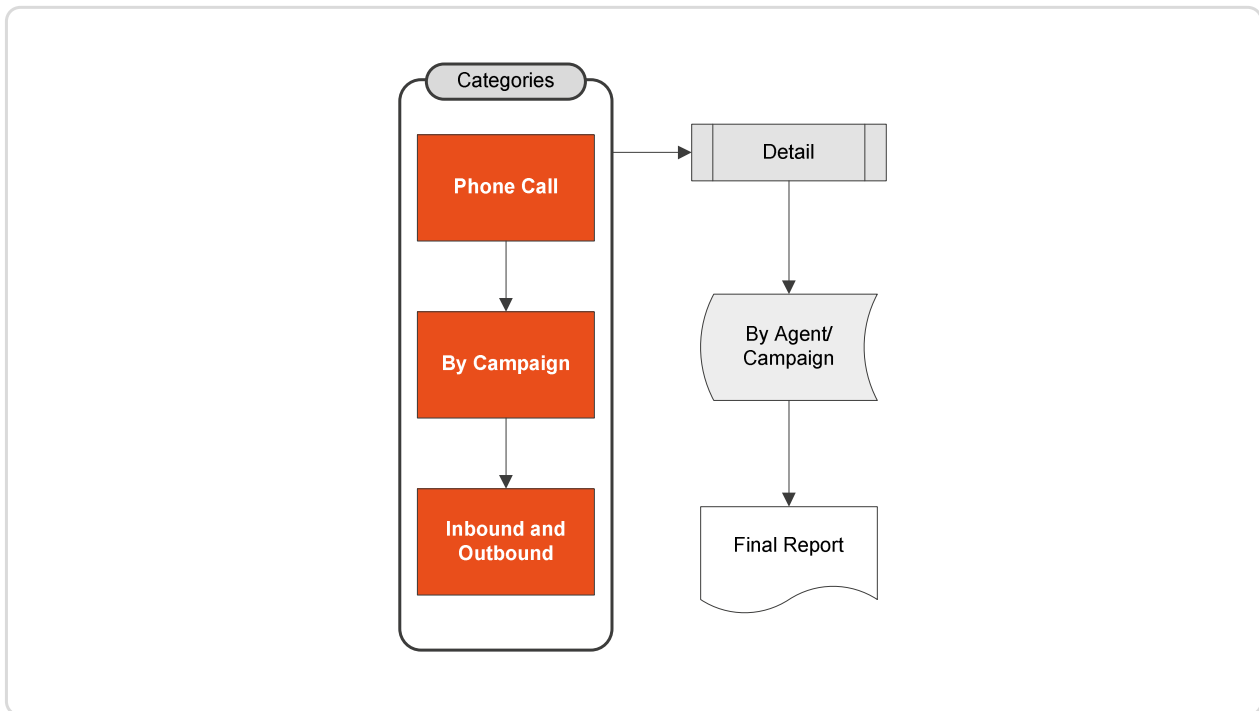 Categories
Phone Call
By Campaign
Inbound and
Outbound
Detail
By Agent/
Campaign
Final Report